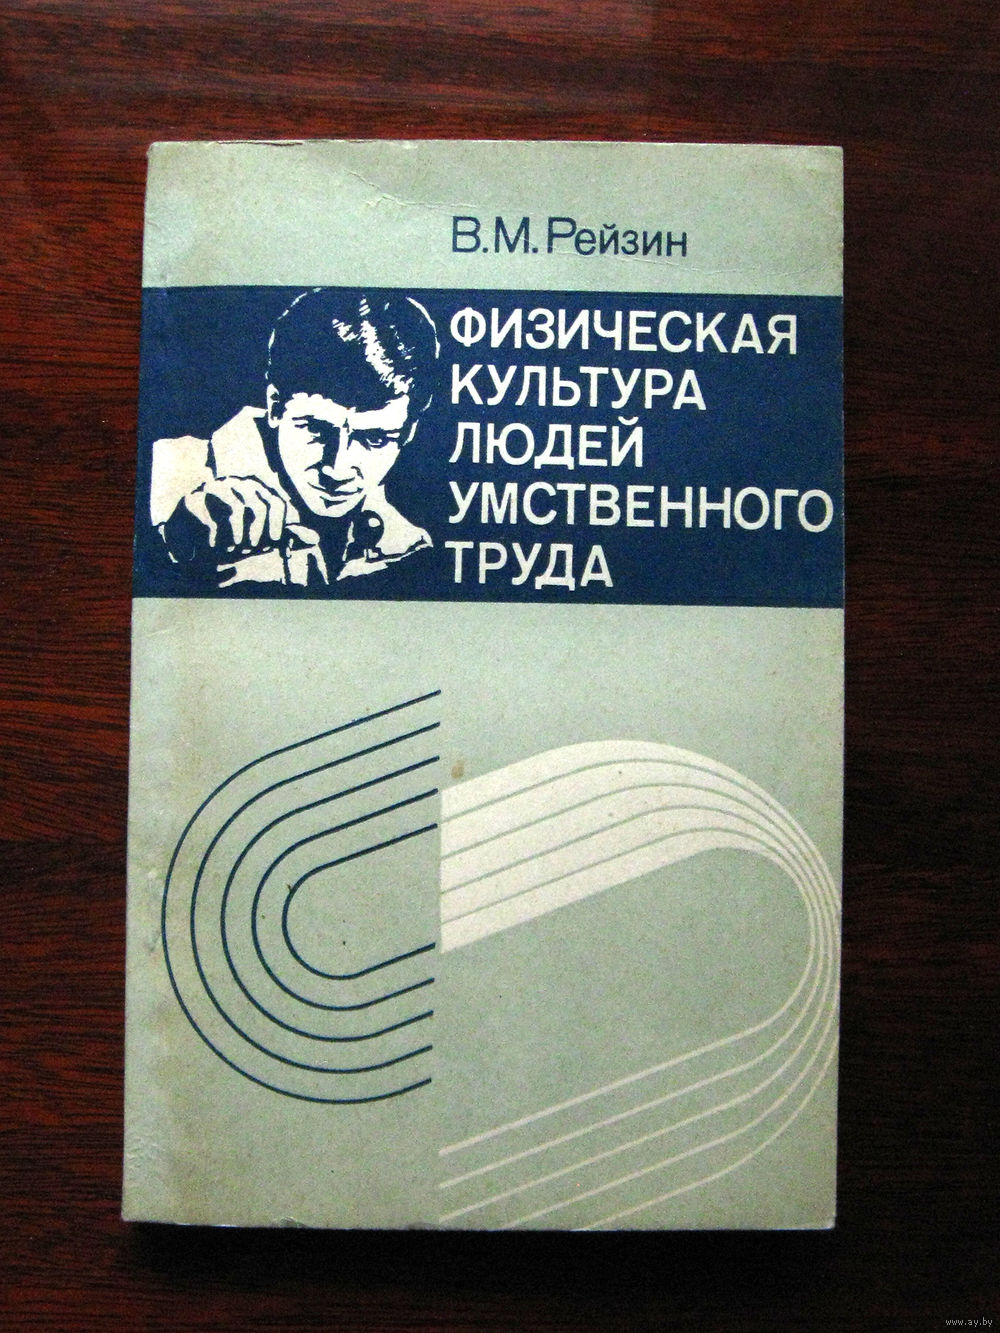 В.М.Рейзин
ФИЗИЧЕСКАЯ
КУЛЬТУРА
ЛЮДЕЙ
УМСТВЕННОГО
ТРУДА
www.ay.by